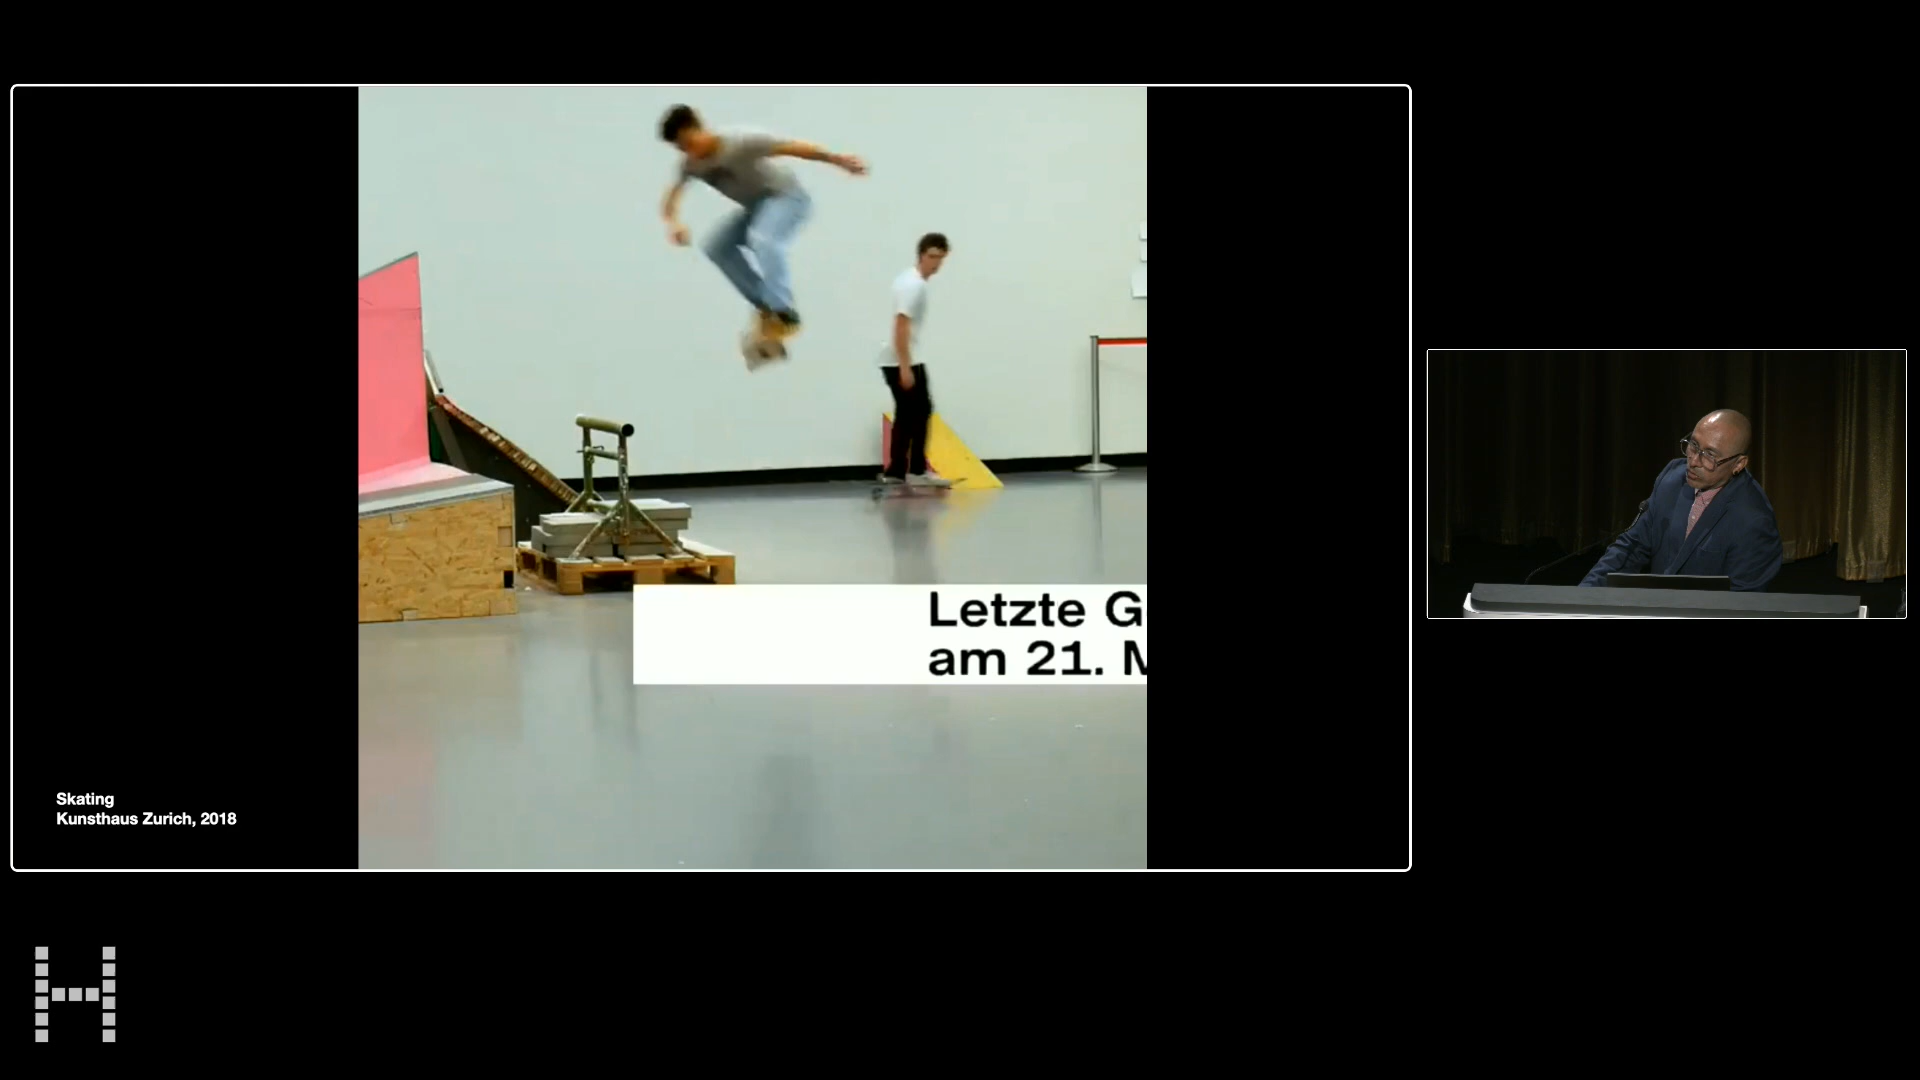 Letzte G
am 21. M
Skating
Kunsthaus Zurich, 2018
H